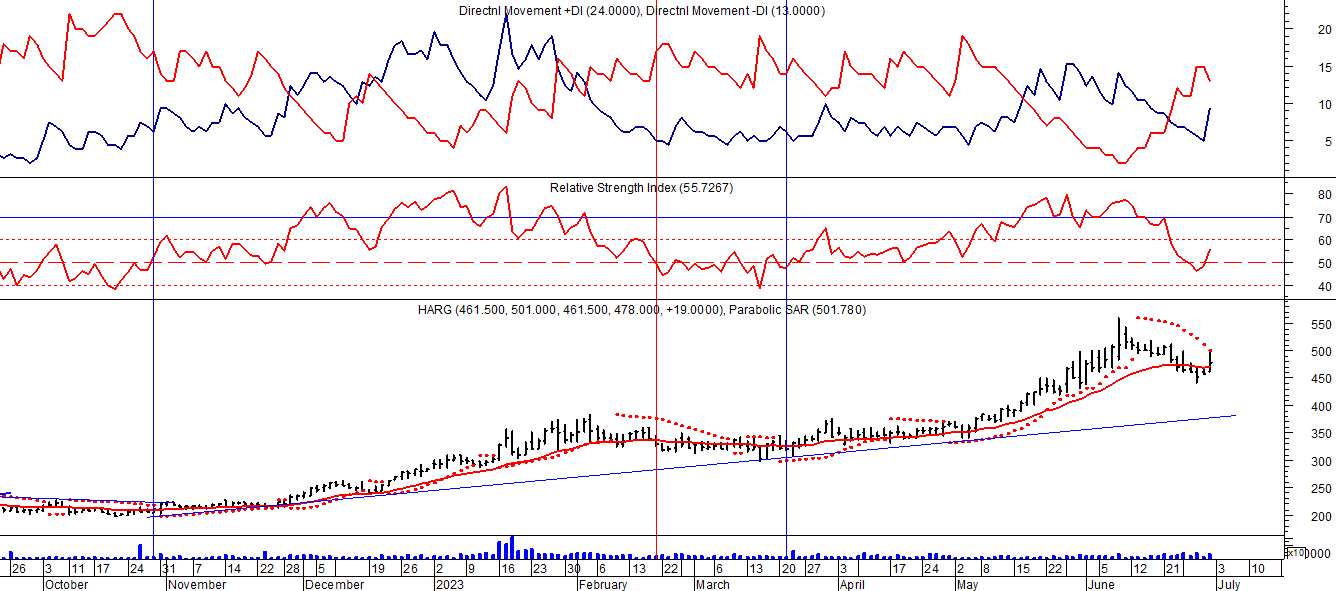 Directnl Movement +DI (24.0000), Directnl Movement -DI (13.0000)
20
15
10
5
Relative Strength Index (55.7267)
80
70
60
50
40
HARG (461.500, 501.000, 461.500, 478.000, +19.0000), Parabolic SAR (501.780)
550
500
450
400
350
300
250
200
x10 0000
26 3 11 17 24 31 7 14 22 28 5 19 26 2 9 16 23 30 6 13 22 6 13 20 27 3 17 24 2 8 15 22 5 12 21 3 10
October November December 2023 February March April May June July